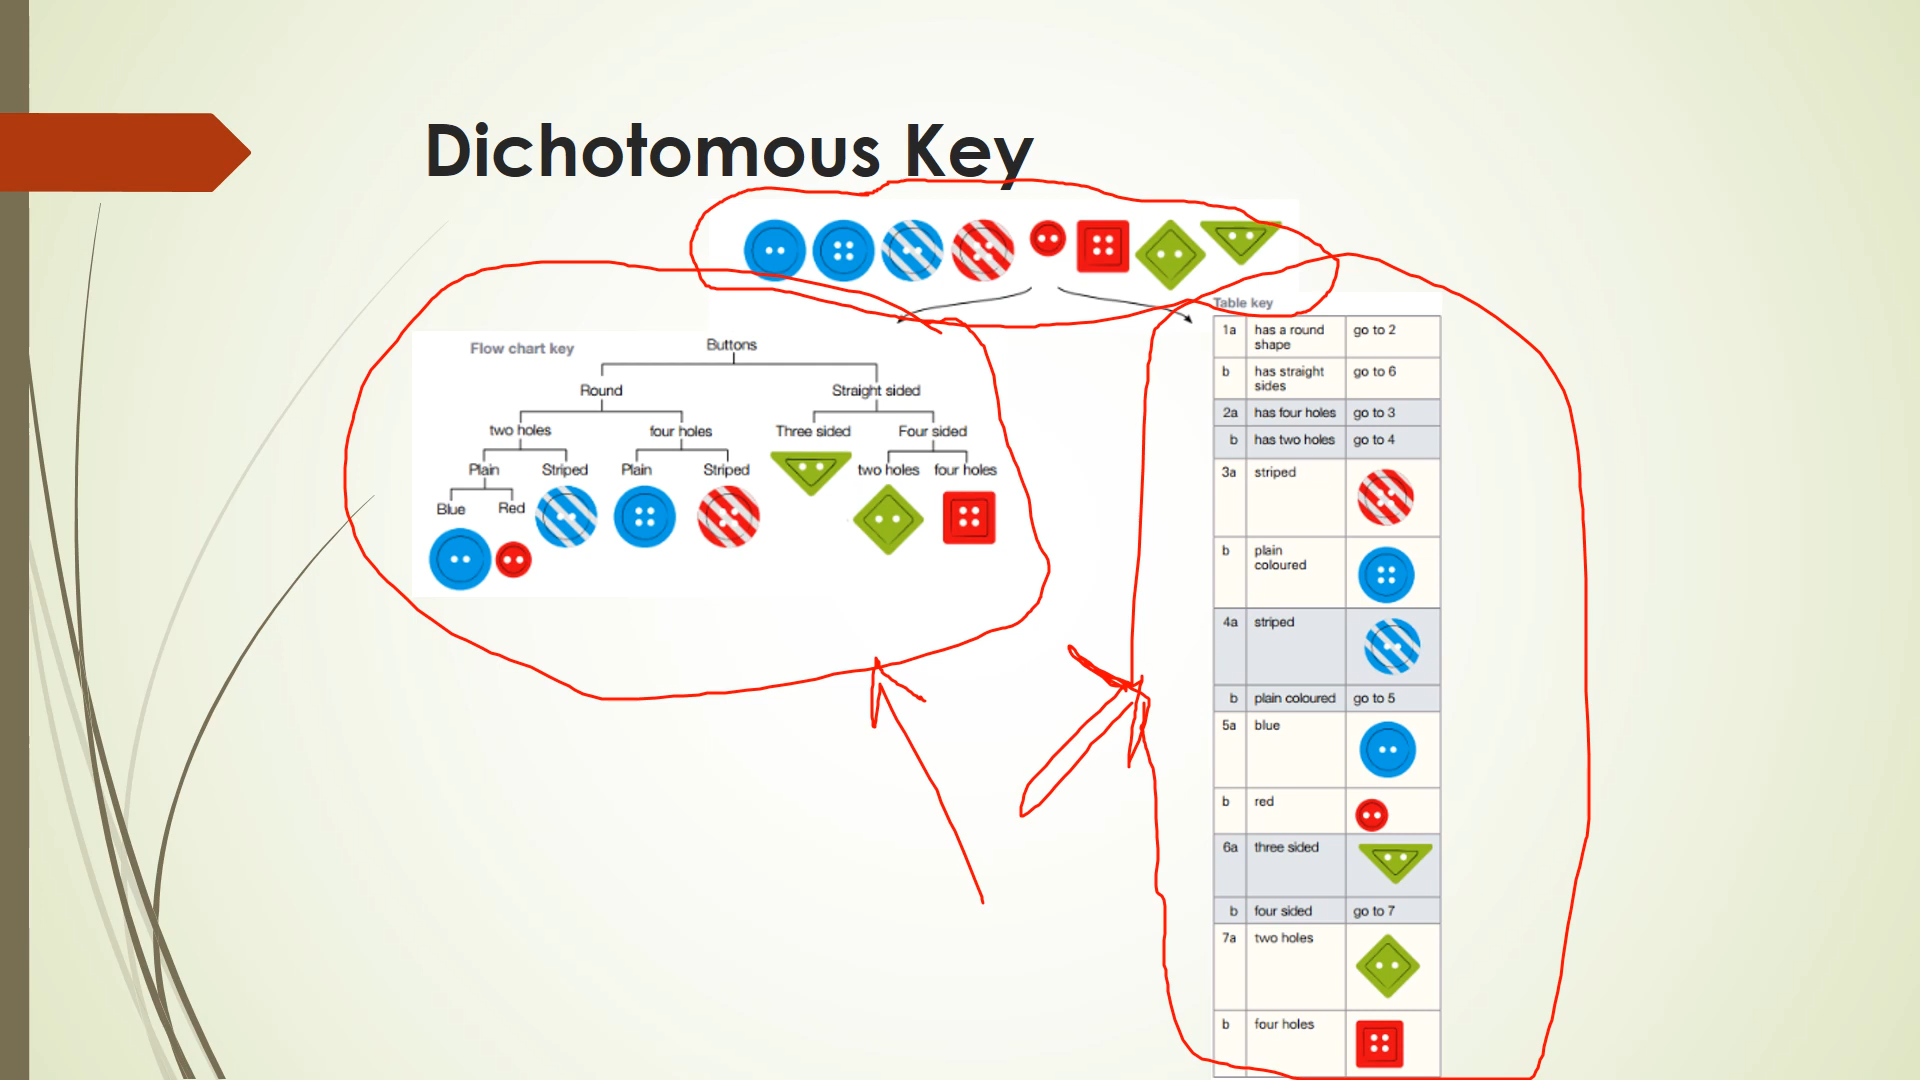 Dichotomous Key
Flow chart key
Buttons
Round Straight sided
two holes four holes Three sided Four sided
Plain Striped Plain Striped two holes four holes
Blue Red
Table key
1a has a round shape go to 2
b has straight sides go to 6
2a has four holes go to 3
b has two holes go to 4
3a striped
b plain coloured
4a striped
b plain coloured go to 5
5a blue
b red
6a three sided
b four sided go to 7
7a two holes
b four holes